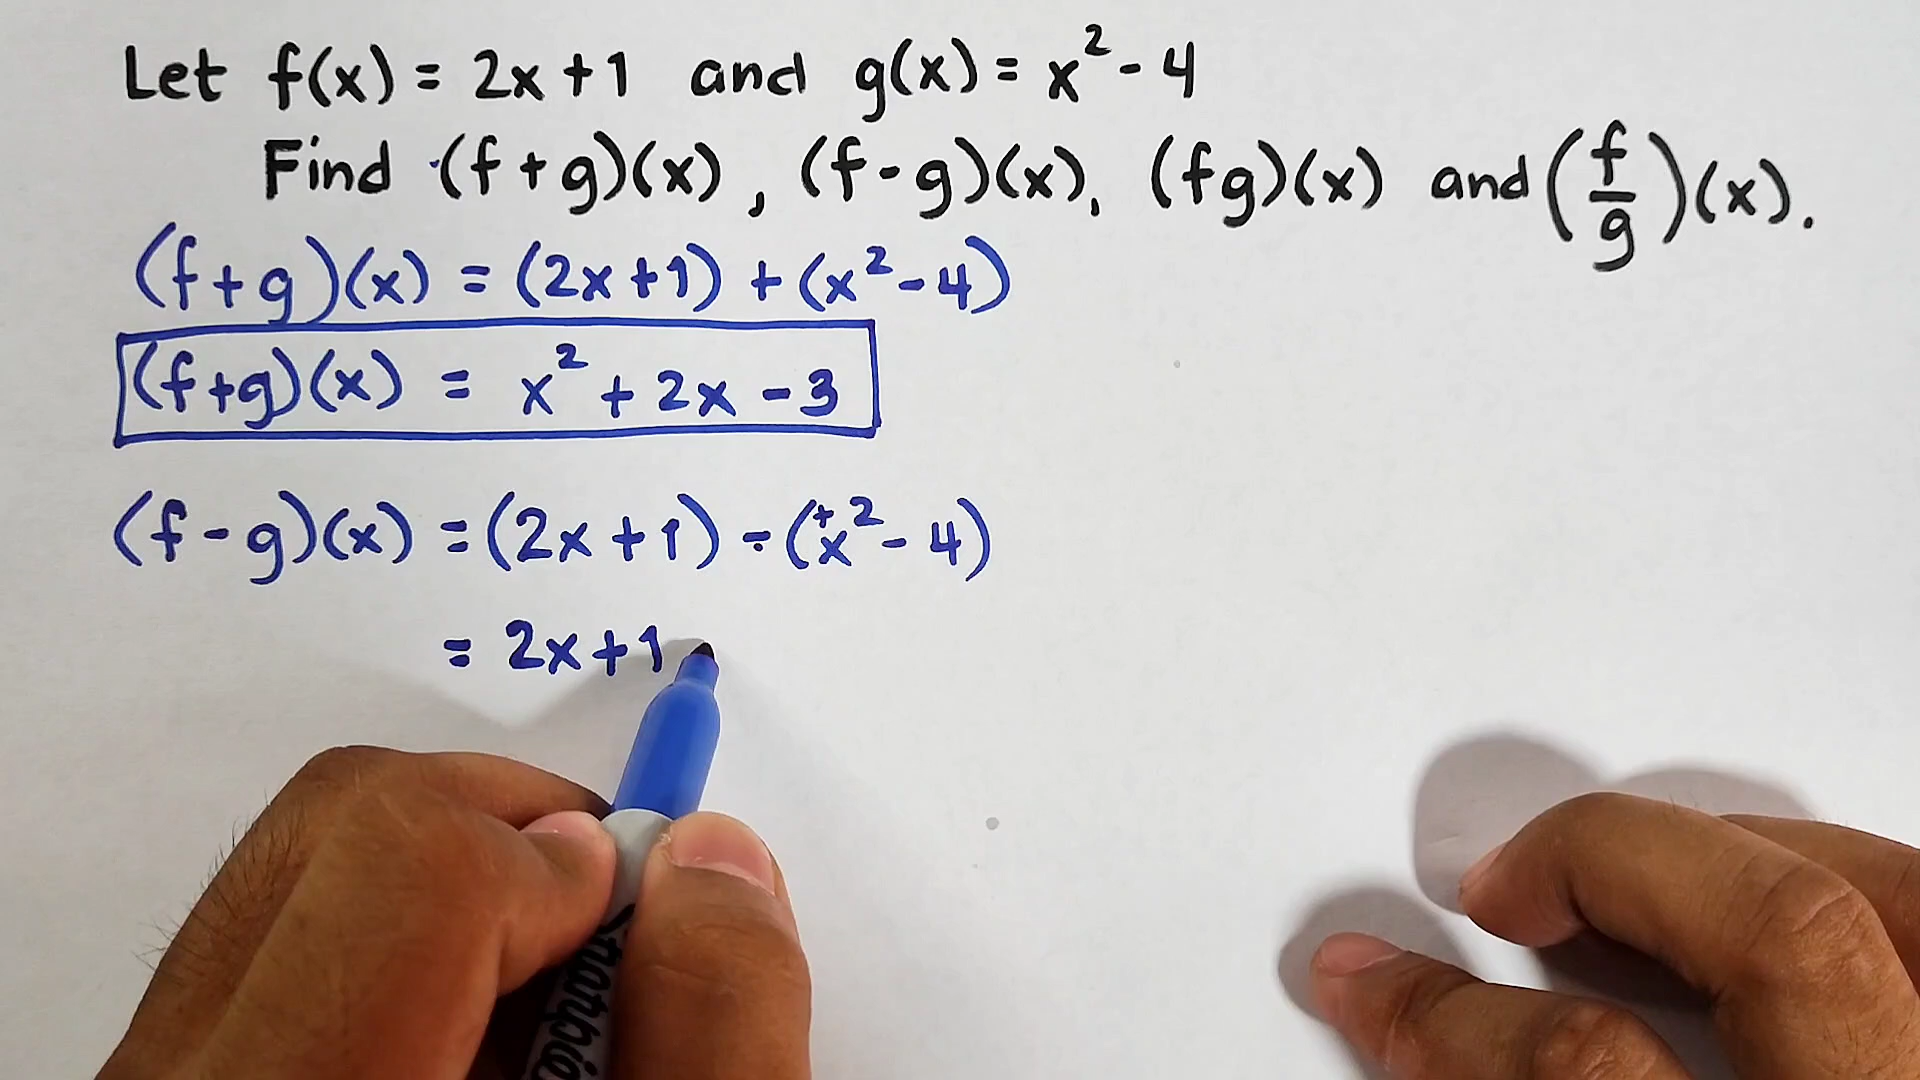 Let f(x) = 2x + 1 and g(x) = x² - 4
Find (f + g)(x), (f - g)(x), (fg)(x) and (f/g)(x).
(f + g)(x) = (2x + 1) + (x² - 4)
(f + g)(x) = x² + 2x - 3
(f - g)(x) = (2x + 1) ÷ (⁺x² - 4)
= 2x + 1